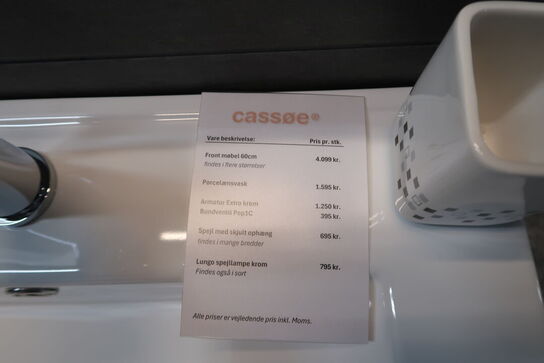 cassøe®
Vare beskrivelse: Pris pr. stk.
Front møbel 60cm 4.099 kr.
findes i flere størrelser
Porcelænsvask 1.595 kr.
Armatur Extro krom 1.250 kr.
Bundventil Pop1C 395 kr.
Spejl med skjult ophæng 695 kr.
findes i mange bredder
Lungo spejllampe krom 795 kr.
Findes også i sort
Alle priser er vejledende pris inkl. Moms.